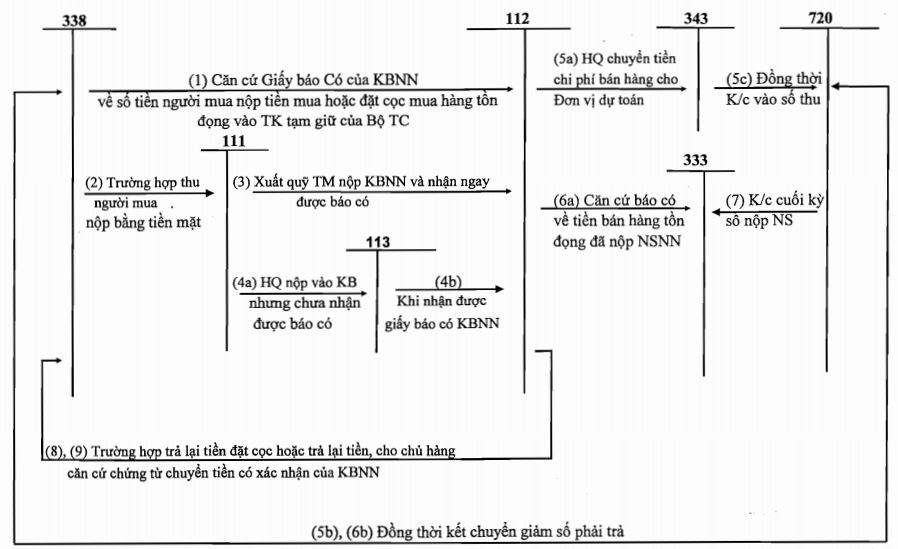 338
112
343
720
(1) Căn cứ Giấy báo Có của KBNN
về số tiền người mua nộp tiền mua hoặc đặt cọc mua hàng tồn
đọng vào TK tạm giữ của Bộ TC
(5a) HQ chuyển tiền
chi phí bán hàng cho
Đơn vị dự toán
(5c) Đồng thời
K/c vào số thu
111
333
(2) Trường hợp thu
người mua
nộp bằng tiền mặt
(3) Xuất quỹ TM nộp KBNN và nhận ngay
được báo có
(6a) Căn cứ báo có
về tiền bán hàng tồn
đọng đã nộp NSNN
(7) K/c cuối kỳ
số nộp NS
113
(4a) HQ nộp vào KB
nhưng chưa nhận
được báo có
(4b)
Khi nhận được
giấy báo có KBNN
(8), (9) Trường hợp trả lại tiền đặt cọc hoặc trả lại tiền, cho chủ hàng
căn cứ chứng từ chuyển tiền có xác nhận của KBNN
(5b), (6b) Đồng thời kết chuyển giảm số phải trả